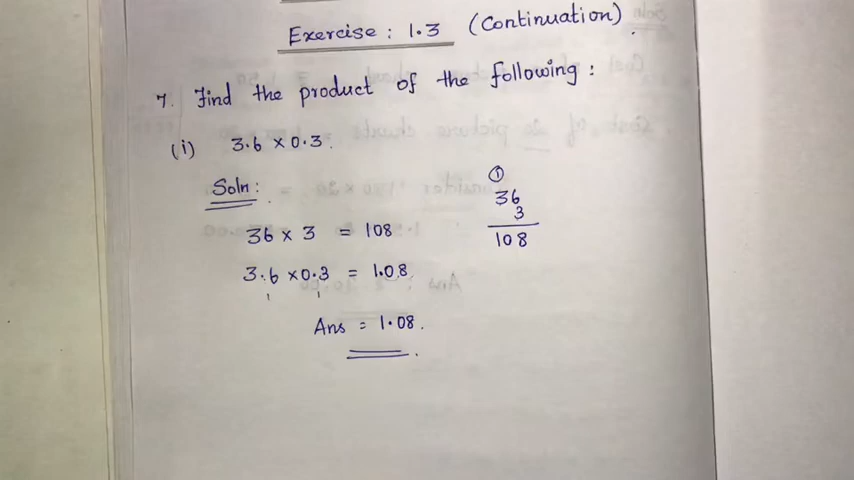 Exercise : 1.3 (Continuation).
7. Find the product of the following :
(i) 3.6 × 0.3.
Soln :
36 × 3 = 108
3.6 × 0.3 = 1.08
Ans = 1.08.
①
36
3
108